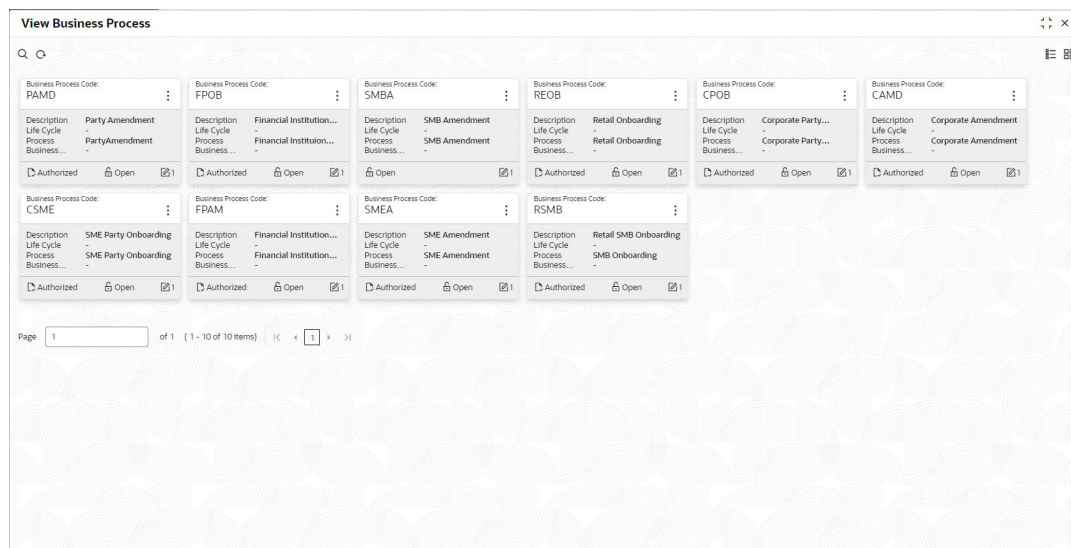 View Business Process
Business Process Code:
PAMD
Description Party Amendment
Life Cycle -
Process PartyAmendment
Business... -
Authorized Open 1
Business Process Code:
FPOB
Description Financial Institution...
Life Cycle -
Process Financial Instituion...
Business... -
Authorized Open 1
Business Process Code:
SMBA
Description SMB Amendment
Life Cycle -
Process SMB Amendment
Business... -
Open 1
Business Process Code:
REOB
Description Retail Onboarding
Life Cycle -
Process Retail Onboarding
Business... -
Authorized Open 1
Business Process Code:
CPOB
Description Corporate Party...
Life Cycle -
Process Corporate Party...
Business... -
Authorized Open 1
Business Process Code:
CAMD
Description Corporate Amendment
Life Cycle -
Process Corporate Amendment
Business... -
Authorized Open 1
Business Process Code:
CSME
Description SME Party Onboarding
Life Cycle -
Process SME Party Onboarding
Business... -
Authorized Open 1
Business Process Code:
FPAM
Description Financial Institution...
Life Cycle -
Process Financial Institution...
Business... -
Authorized Open 1
Business Process Code:
SMEA
Description SME Amendment
Life Cycle -
Process SME Amendment
Business... -
Authorized Open 1
Business Process Code:
RSMB
Description Retail SMB Onboarding
Life Cycle -
Process SMB Onboarding
Business... -
Authorized Open 1
Page 1 of 1 ( 1 - 10 of 10 items) 1